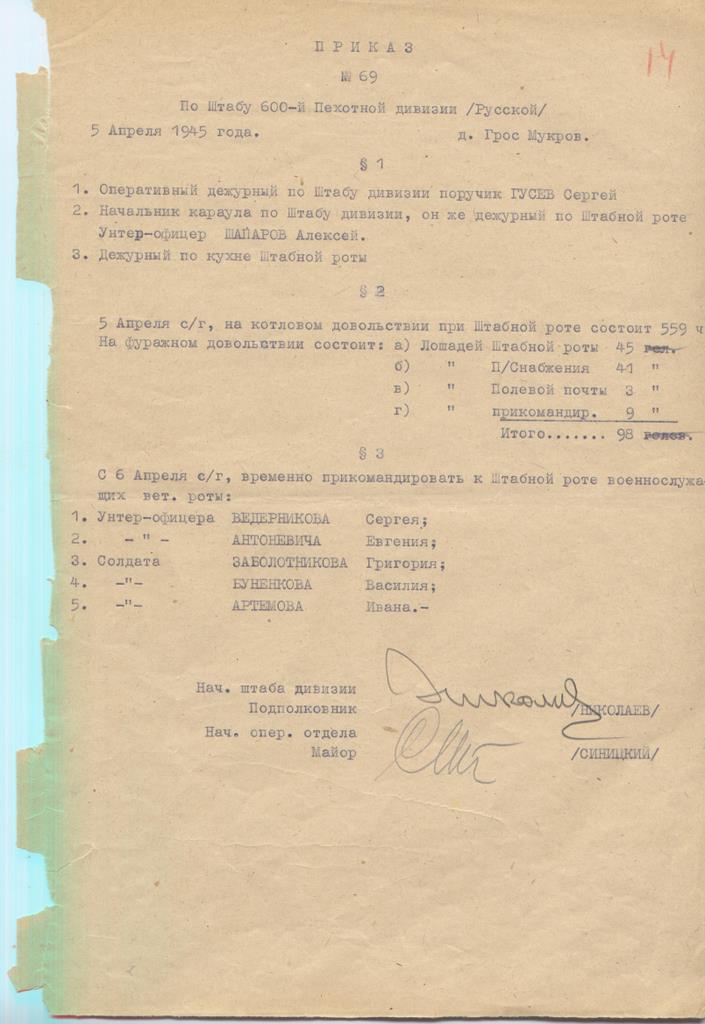 14
ПРИКАЗ
№ 69
По Штабу 600-й Пехотной дивизии /Русской/
5 Апреля 1945 года. д. Грос Мукров.
§ 1
1. Оперативный дежурный по Штабу дивизии поручик ГУСЕВ Сергей
2. Начальник караула по Штабу дивизии, он же дежурный по Штабной роте
Унтер-офицер ШАПАРОВ Алексей.
3. Дежурный по кухне Штабной роты
§ 2
5 Апреля с/г, на котловом довольствии при Штабной роте состоит 559 ч
На фуражном довольствии состоит: а) Лошадей Штабной роты 45
б) " П/Снабжения 41 "
в) " Полевой почты 3 "
г) " прикомандир. 9 "
Итого....... 98
§ 3
С 6 Апреля с/г, временно прикомандировать к Штабной роте военнослужа-
щих вет. роты:
1. Унтер-офицера ВЕДЕРНИКОВА Сергея;
2. - " - АНТОНЕВИЧА Евгения;
3. Солдата ЗАБОЛОТНИКОВА Григория;
4. -"- БУНЕНКОВА Василия;
5. -"- АРТЕМОВА Ивана.-
Нач. штаба дивизии
Подполковник /НИКОЛАЕВ/
Нач. опер. отдела
Майор /СИНИЦКИЙ/